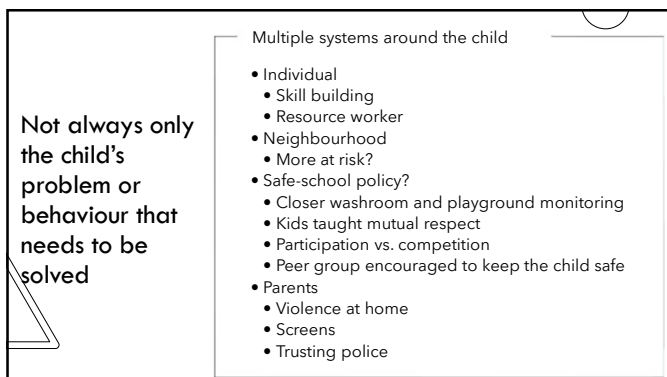 Not always only
the child's
problem or
behaviour that
needs to be
solved
Multiple systems around the child
• Individual
• Skill building
• Resource worker
• Neighbourhood
• More at risk?
• Safe-school policy?
• Closer washroom and playground monitoring
• Kids taught mutual respect
• Participation vs. competition
• Peer group encouraged to keep the child safe
• Parents
• Violence at home
• Screens
• Trusting police